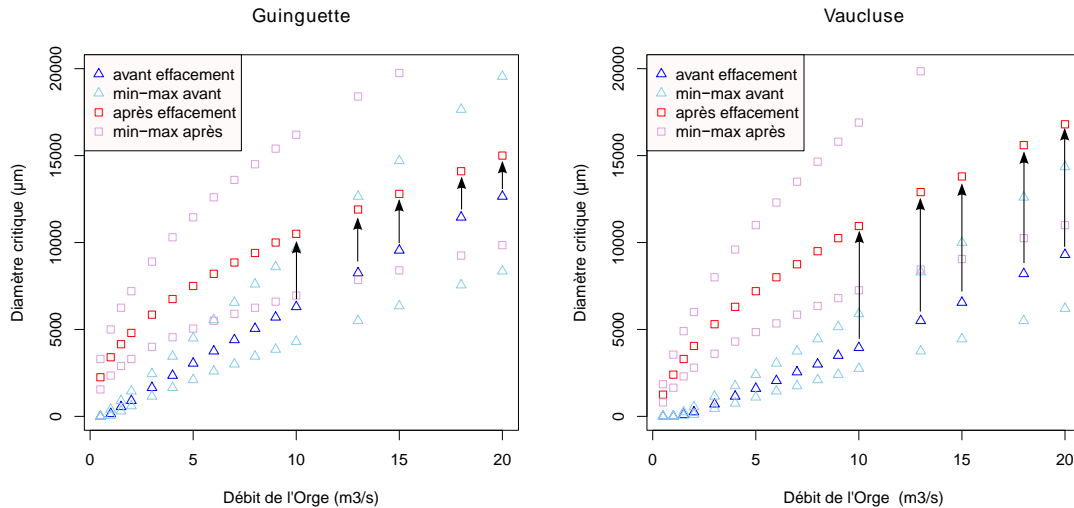 Guinguette
avant effacement
min−max avant
après effacement
min−max après
Diamètre critique (µm)
20000
15000
10000
5000
0
0 5 10 15 20
Débit de l'Orge (m3/s)
Vaucluse
avant effacement
min−max avant
après effacement
min−max après
Diamètre critique (µm)
20000
15000
10000
5000
0
0 5 10 15 20
Débit de l'Orge (m3/s)